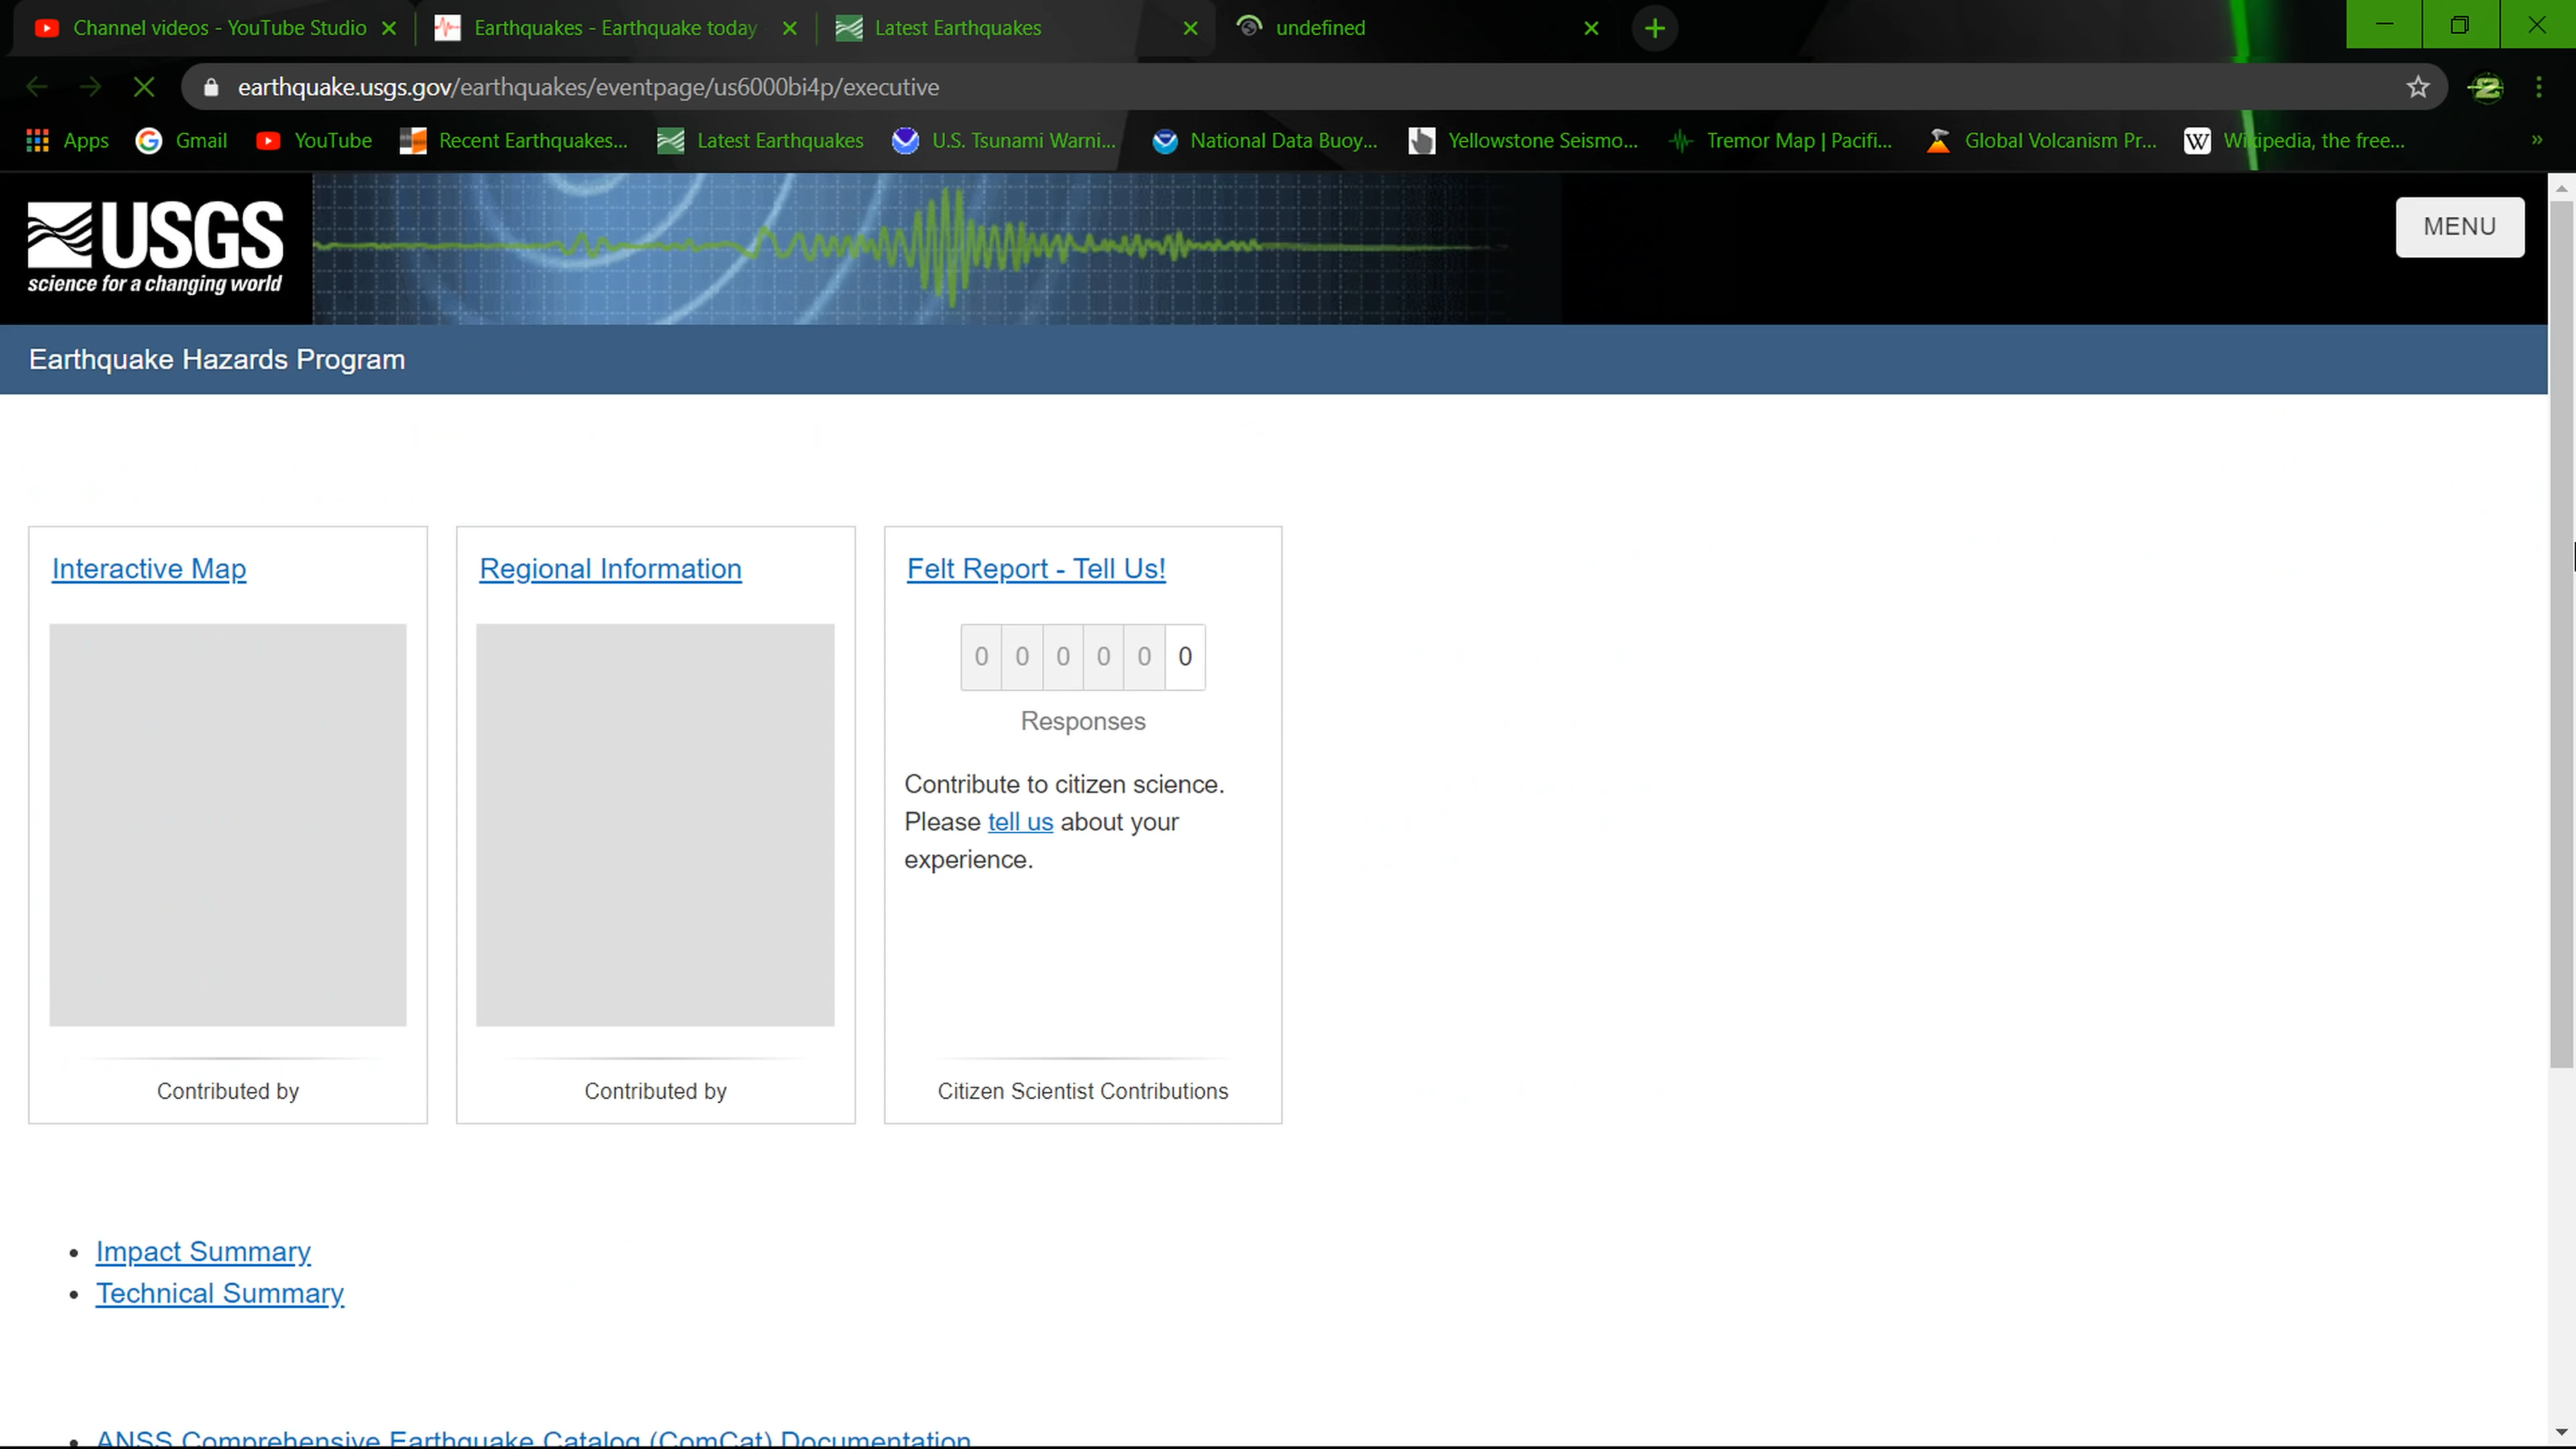 Channel videos - YouTube Studio
Earthquakes - Earthquake today
Latest Earthquakes
undefined
earthquake.usgs.gov/earthquakes/eventpage/us6000bi4p/executive
Apps
Gmail
YouTube
Recent Earthquakes...
Latest Earthquakes
U.S. Tsunami Warni...
National Data Buoy...
Yellowstone Seismo...
Tremor Map | Pacifi...
Global Volcanism Pr...
W
Wikipedia, the free...
»
USGS
science for a changing world
MENU
Earthquake Hazards Program
Interactive Map
Contributed by
Regional Information
Contributed by
Felt Report - Tell Us!
0 0 0 0 0 0
Responses
Contribute to citizen science.
Please tell us about your
experience.
Citizen Scientist Contributions
• Impact Summary
• Technical Summary
• ANSS Comprehensive Earthquake Catalog (ComCat) Documentation